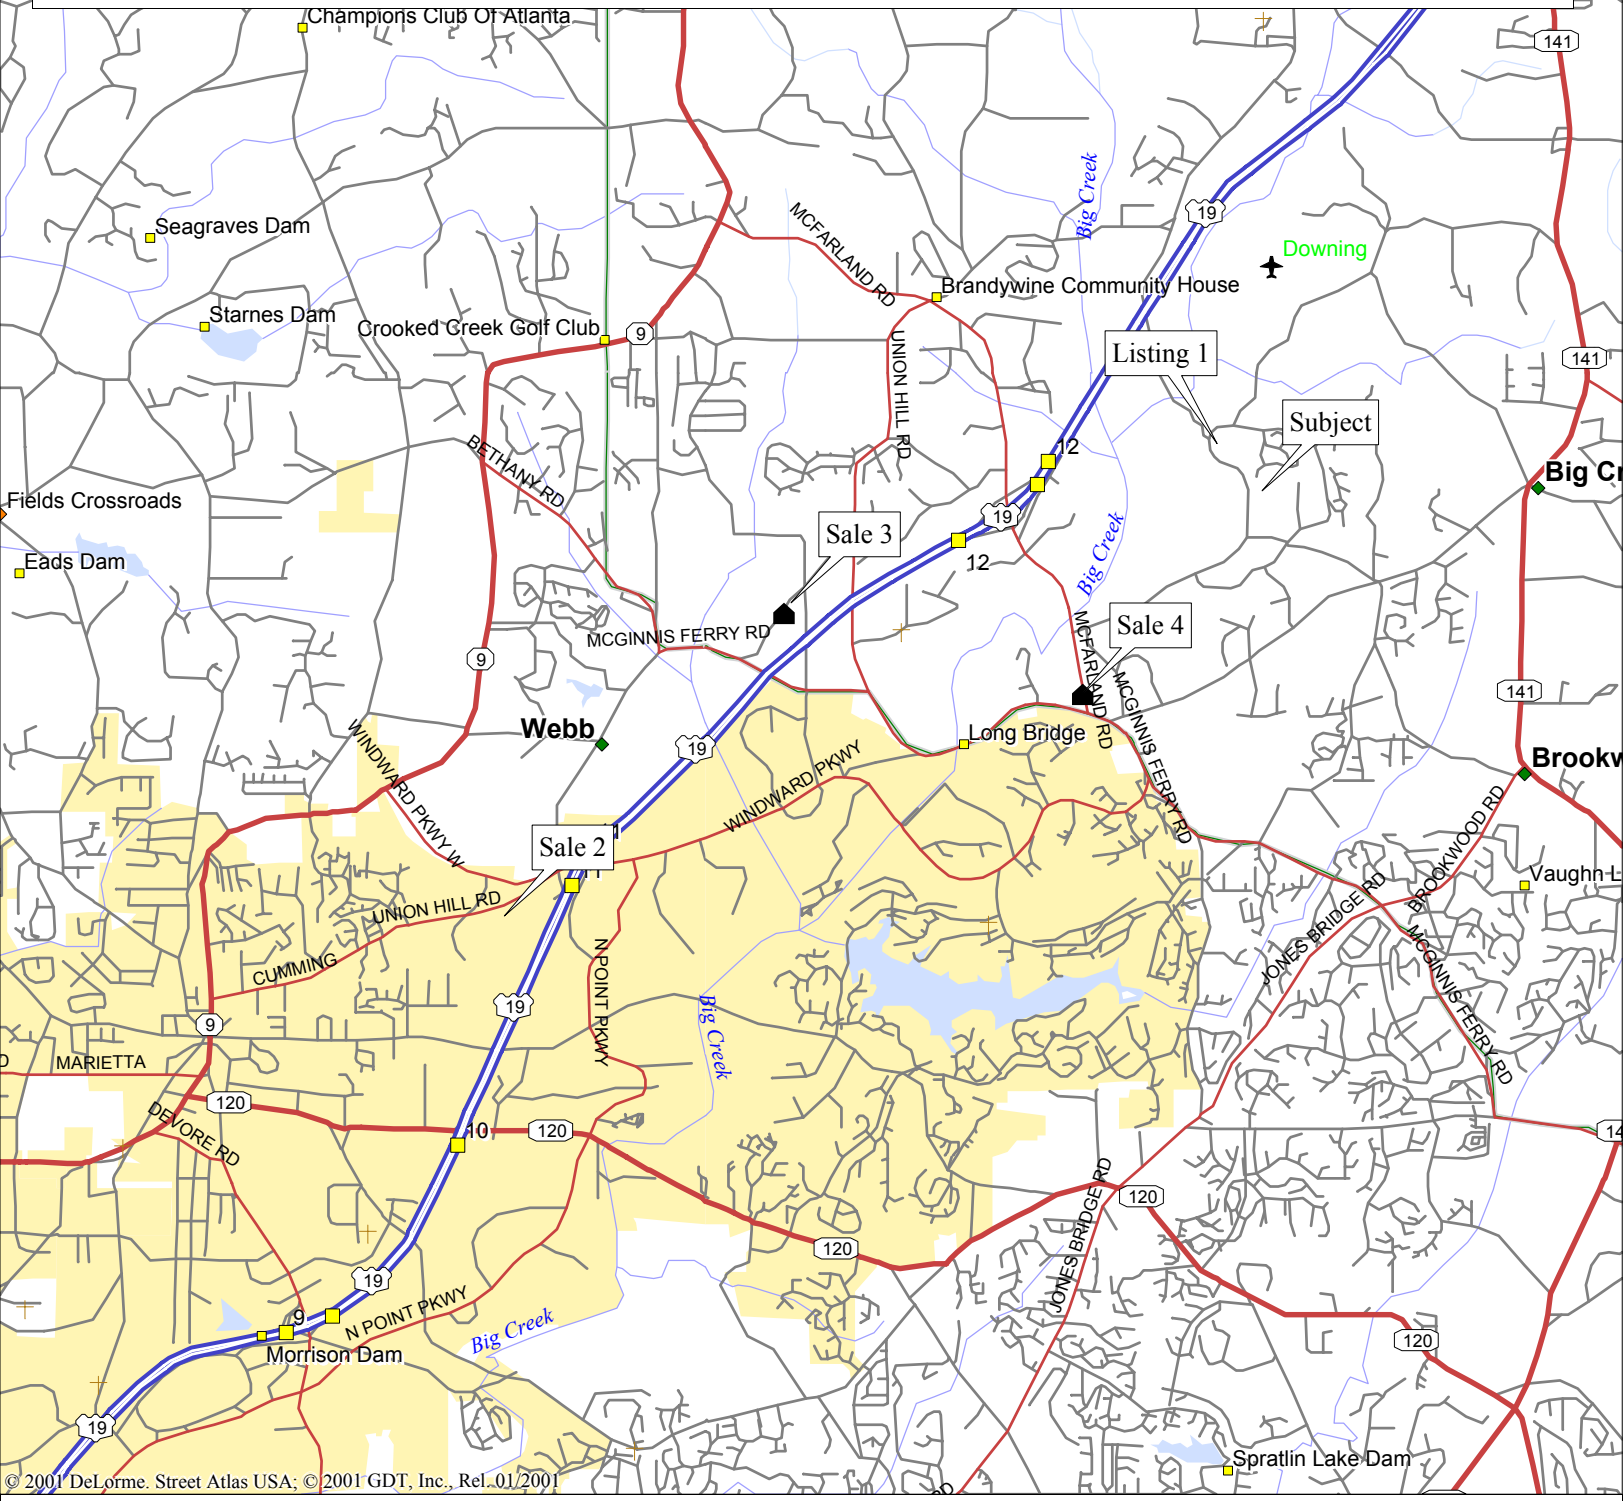 Champions Club Of Atlanta
141
Big Creek
Seagraves Dam
MCFARLAND RD
19
Downing
Brandywine Community House
Starnes Dam
Crooked Creek Golf Club
9
UNION HILL RD
Listing 1
141
Subject
BETHANY RD
12
Big Cr
Fields Crossroads
Sale 3
19
12
Big Creek
Eads Dam
MCGINNIS FERRY RD
MCFARLAND RD
Sale 4
9
MCGINNIS FERRY RD
141
Webb
19
Long Bridge
WINDWARD PKWY W
WINDWARD PKWY
Brookw
BROOKWOOD RD
Sale 2
11
Vaughn L
UNION HILL RD
CUMMING
JONES BRIDGE RD
MCGINNIS FERRY RD
N POINT PKWY
19
Big Creek
9
MARIETTA
120
DEVORE RD
10
120
14
JONES BRIDGE RD
120
120
19
N POINT PKWY
9
Big Creek
Morrison Dam
120
19
Spratlin Lake Dam
© 2001 DeLorme. Street Atlas USA; © 2001 GDT, Inc., Rel. 01/2001